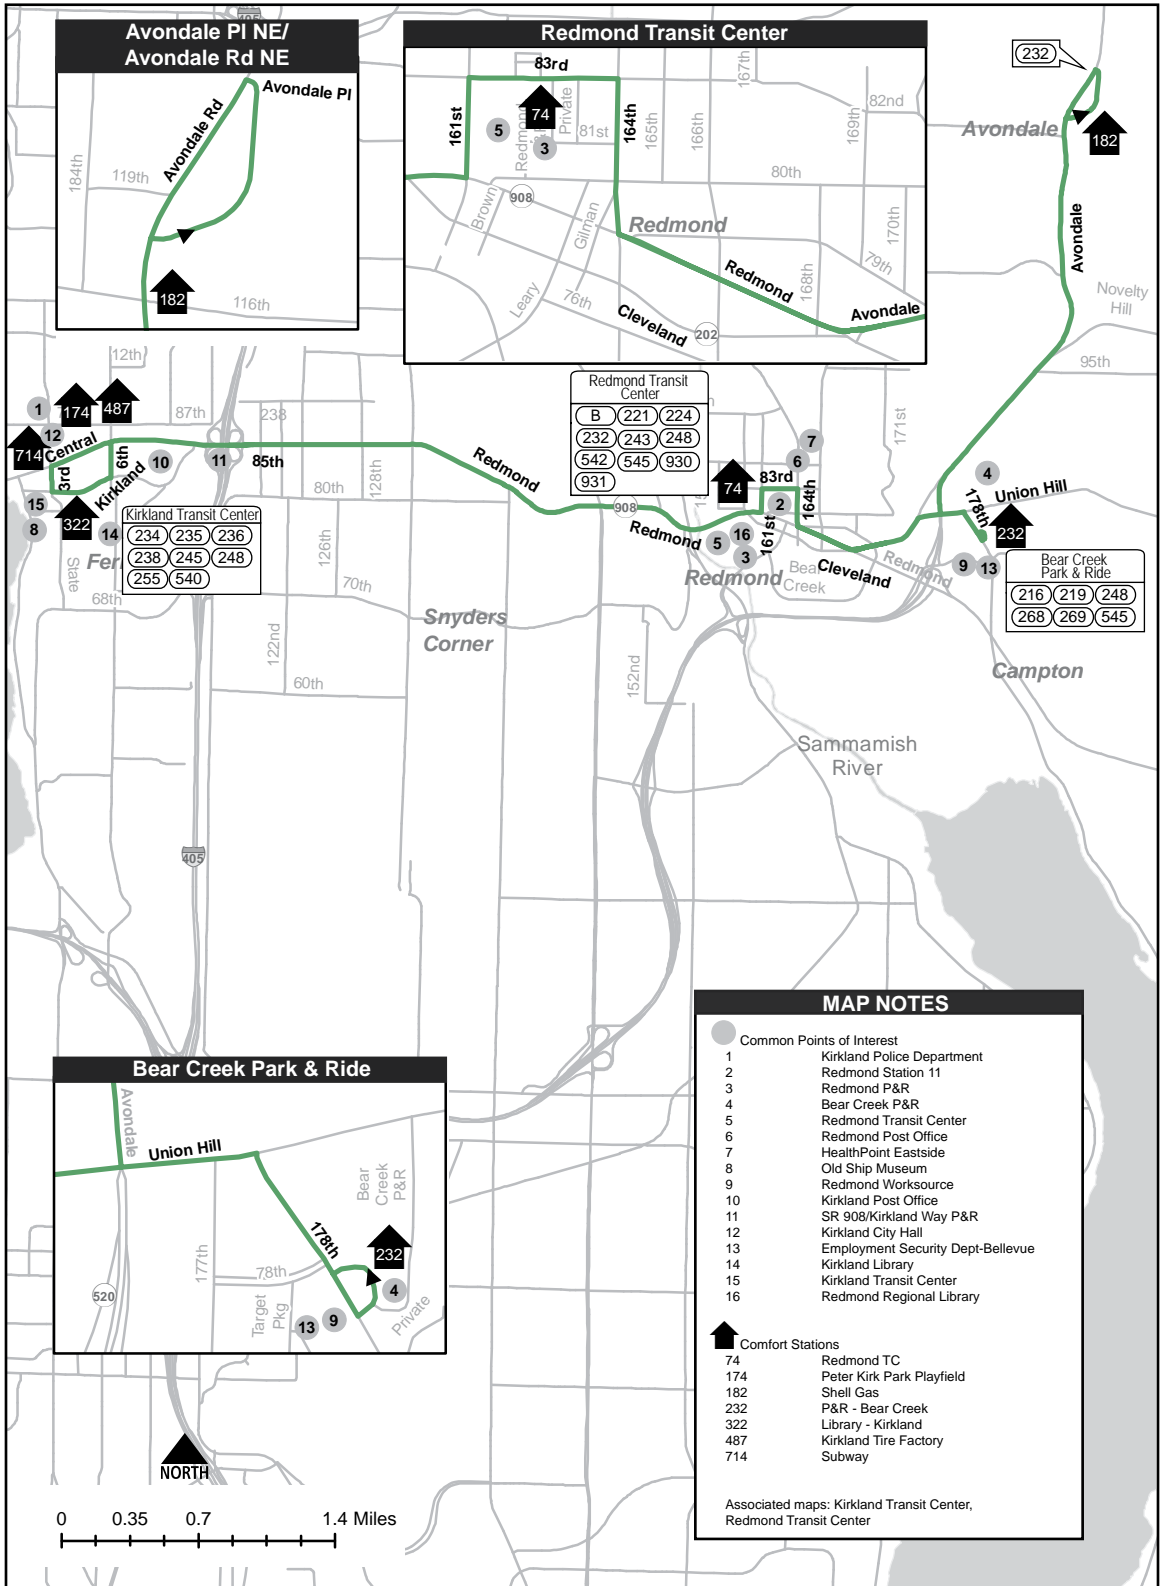 405
Avondale Pl NE/
Avondale Rd NE
Avondale Pl
Avondale Rd
184th
119th
182
116th
Redmond Transit Center
83rd
167th
161st
74
5
Redmond
Private
81st
3
164th
165th
166th
82nd
169th
80th
908
Brown
Gilman
Redmond
170th
79th
168th
Redmond
Leary
76th
Cleveland
202
Avondale
232
Avondale
182
Avondale
Novelty
Hill
95th
12th
1
174
487
87th
238
12
714
Central
6th
3rd
Kirkland
10
11
85th
80th
128th
Redmond
126th
15
8
322
14
State
68th
Kirkland Transit Center
234 235 236
238 245 248
255 540
70th
122nd
60th
Snyders
Corner
152nd
Redmond Transit
Center
B 221 224
232 243 248
542 545 930
931
908
7
6
171st
74
83rd
2
164th
161st
Redmond
16
5
3
Redmond
Bear
Creek
Cleveland
Redmond
4
Union Hill
178th
232
9
13
Bear Creek
Park & Ride
216 219 248
268 269 545
Campton
Sammamish
River
405
Bear Creek Park & Ride
Avondale
Union Hill
Bear
Creek
P&R
178th
232
177th
78th
4
520
Target
Pkg
13
9
Private
NORTH
0 0.35 0.7 1.4 Miles
MAP NOTES
Common Points of Interest
1 Kirkland Police Department
2 Redmond Station 11
3 Redmond P&R
4 Bear Creek P&R
5 Redmond Transit Center
6 Redmond Post Office
7 HealthPoint Eastside
8 Old Ship Museum
9 Redmond Worksource
10 Kirkland Post Office
11 SR 908/Kirkland Way P&R
12 Kirkland City Hall
13 Employment Security Dept-Bellevue
14 Kirkland Library
15 Kirkland Transit Center
16 Redmond Regional Library
Comfort Stations
74 Redmond TC
174 Peter Kirk Park Playfield
182 Shell Gas
232 P&R - Bear Creek
322 Library - Kirkland
487 Kirkland Tire Factory
714 Subway
Associated maps: Kirkland Transit Center,
Redmond Transit Center